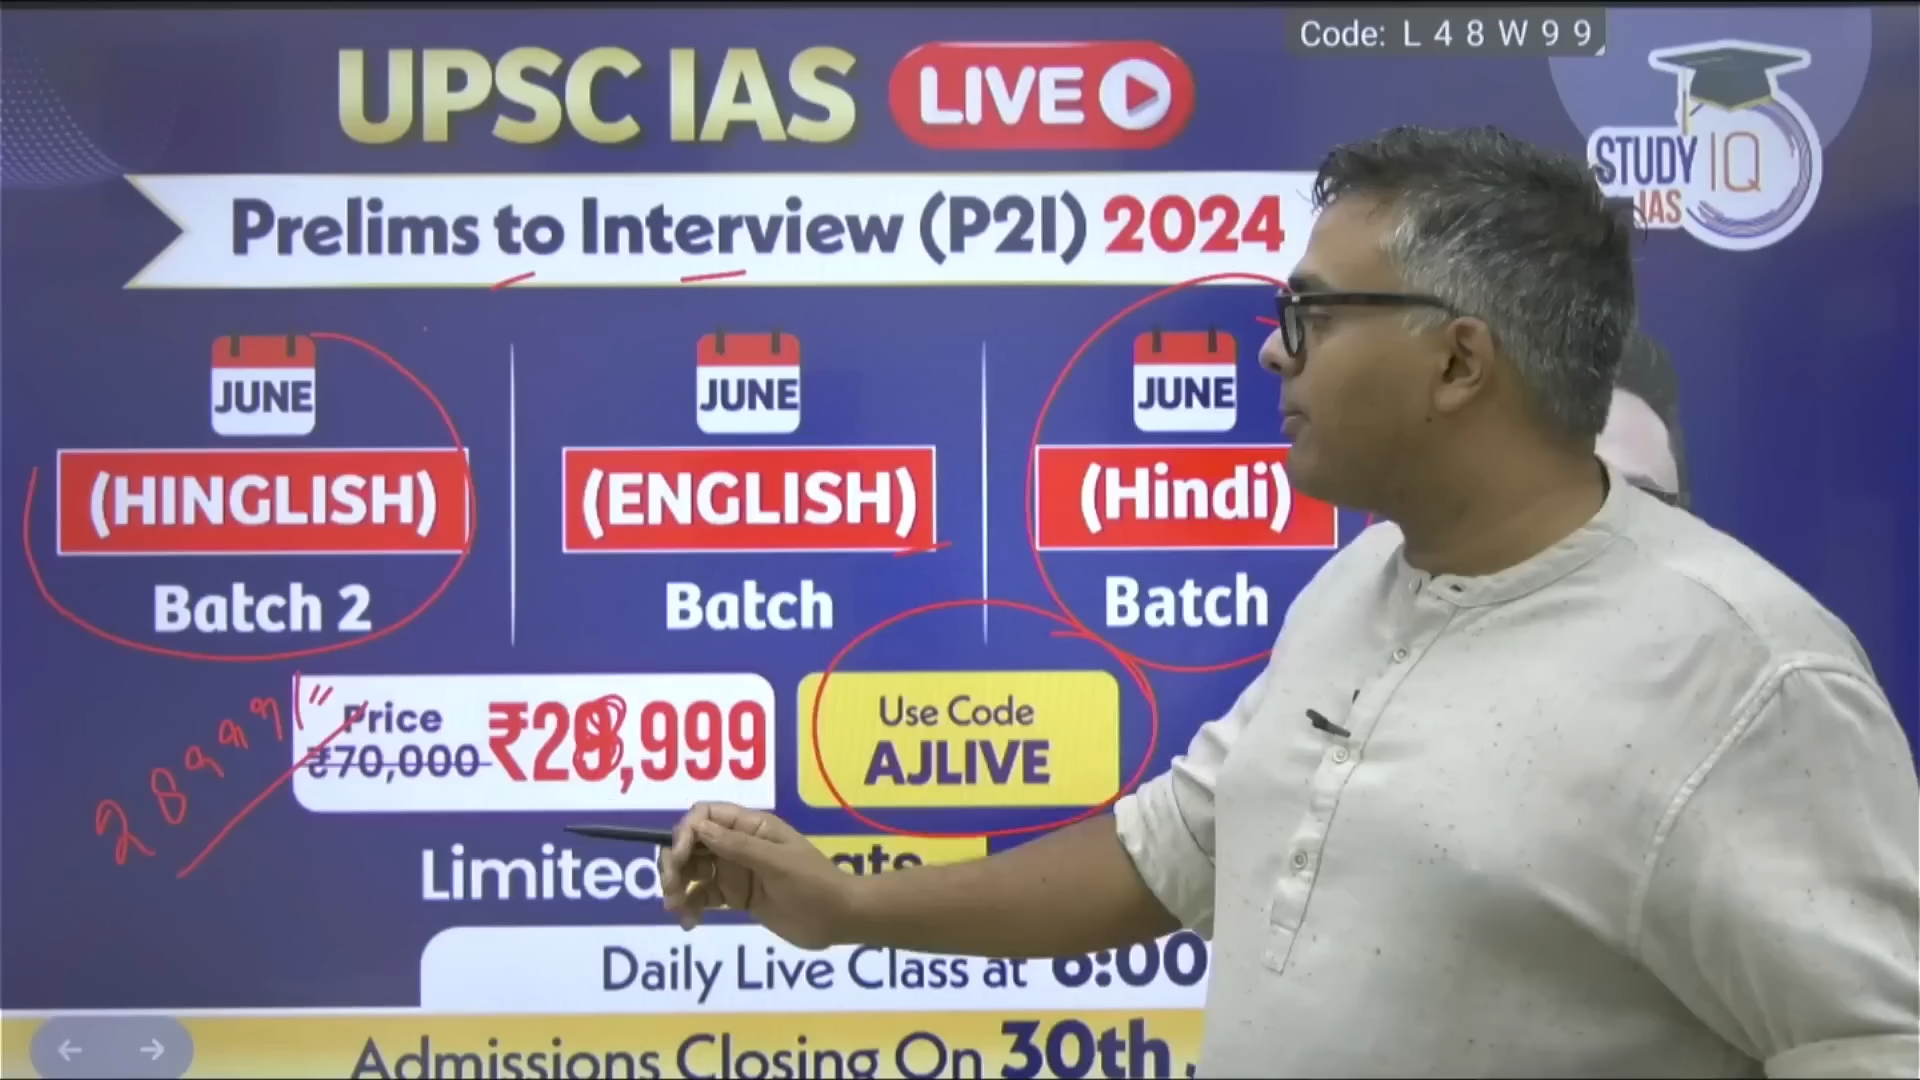 Code: L 4 8 W 9 9
UPSC IAS LIVE
STUDY IQ
IAS
Prelims to Interview (P2I) 2024
JUNE
(HINGLISH)
Batch 2
JUNE
(ENGLISH)
Batch
JUNE
(Hindi)
Batch
28999/"
Price
₹70,000 ₹28,999
Use Code
AJLIVE
Limited
Daily Live Class at 6:00
Admissions Closing On 30th